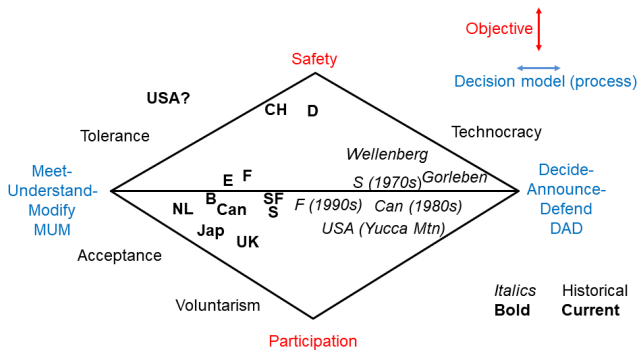 Objective
Safety
Decision model (process)
USA?
CH D
Tolerance
Technocracy
Wellenberg
Meet-
Understand-
Modify
MUM
E F
S (1970s) Gorleben
Decide-
Announce-
Defend
DAD
B SF
NL Can S F (1990s) Can (1980s)
Jap USA (Yucca Mtn)
UK
Acceptance
Voluntarism
Italics Historical
Bold Current
Participation